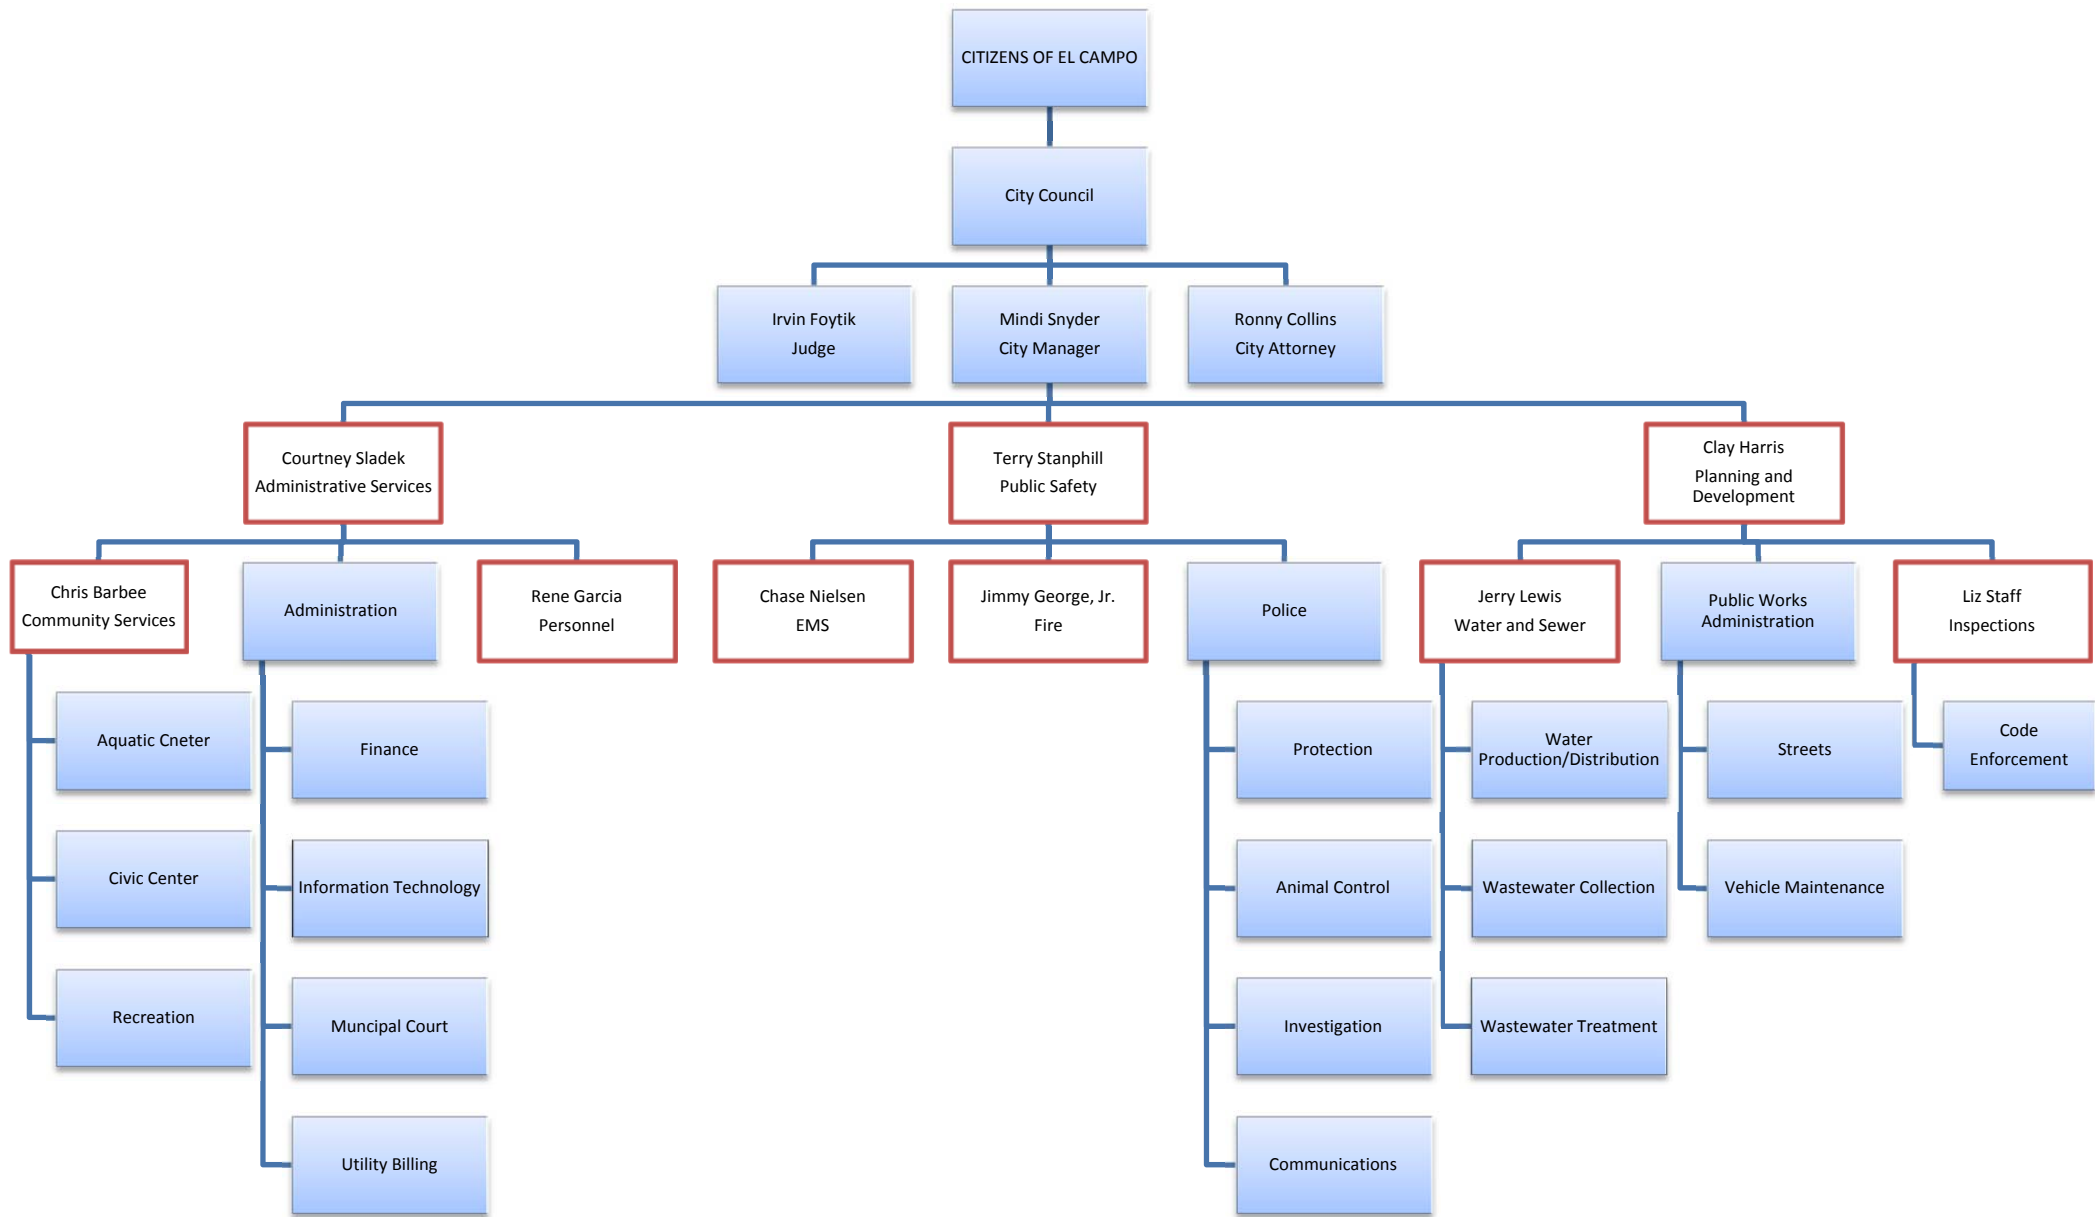 CITIZENS OF EL CAMPO
City Council
Irvin Foytik
Judge
Mindi Snyder
City Manager
Ronny Collins
City Attorney
Courtney Sladek
Administrative Services
Terry Stanphill
Public Safety
Clay Harris
Planning and
Development
Chris Barbee
Community Services
Administration
Rene Garcia
Personnel
Chase Nielsen
EMS
Jimmy George, Jr.
Fire
Police
Jerry Lewis
Water and Sewer
Public Works
Administration
Liz Staff
Inspections
Aquatic Cneter
Finance
Protection
Water
Production/Distribution
Streets
Code
Enforcement
Civic Center
Information Technology
Animal Control
Wastewater Collection
Vehicle Maintenance
Recreation
Muncipal Court
Investigation
Wastewater Treatment
Utility Billing
Communications